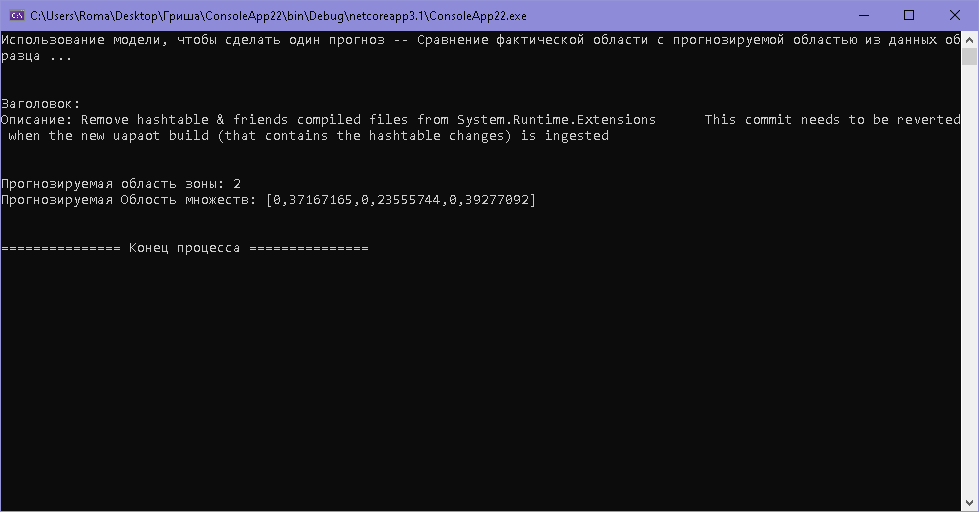 C:\Users\Roma\Desktop\Гриша\ConsoleApp22\bin\Debug\netcoreapp3.1\ConsoleApp22.exe
Использование модели, чтобы сделать один прогноз -- Сравнение фактической области с прогнозируемой областью из данных об
разца ...
Заголовок:
Описание: Remove hashtable & friends compiled files from System.Runtime.Extensions      This commit needs to be reverted
 when the new uapaot build (that contains the hashtable changes) is ingested
Прогнозируемая область зоны: 2
Прогнозируемая Облость множеств: [0,37167165,0,23555744,0,39277092]
=============== Конец процесса ===============